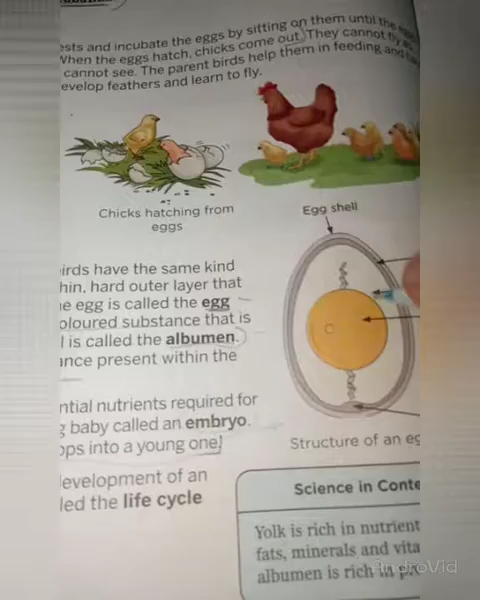 ests and incubate the eggs by sitting on them until the
When the eggs hatch, chicks come out. They cannot fly
cannot see. The parent birds help them in feeding and
evelop feathers and learn to fly.
Chicks hatching from
eggs
Egg shell
irds have the same kind
hin, hard outer layer that
e egg is called the egg
oloured substance that is
l is called the albumen.
ance present within the
ntial nutrients required for
g baby called an embryo.
ops into a young one.
Structure of an eg
evelopment of an
led the life cycle
Science in Conte
Yolk is rich in nutrient
fats, minerals and vita
albumen is rich in pr
AndroVid